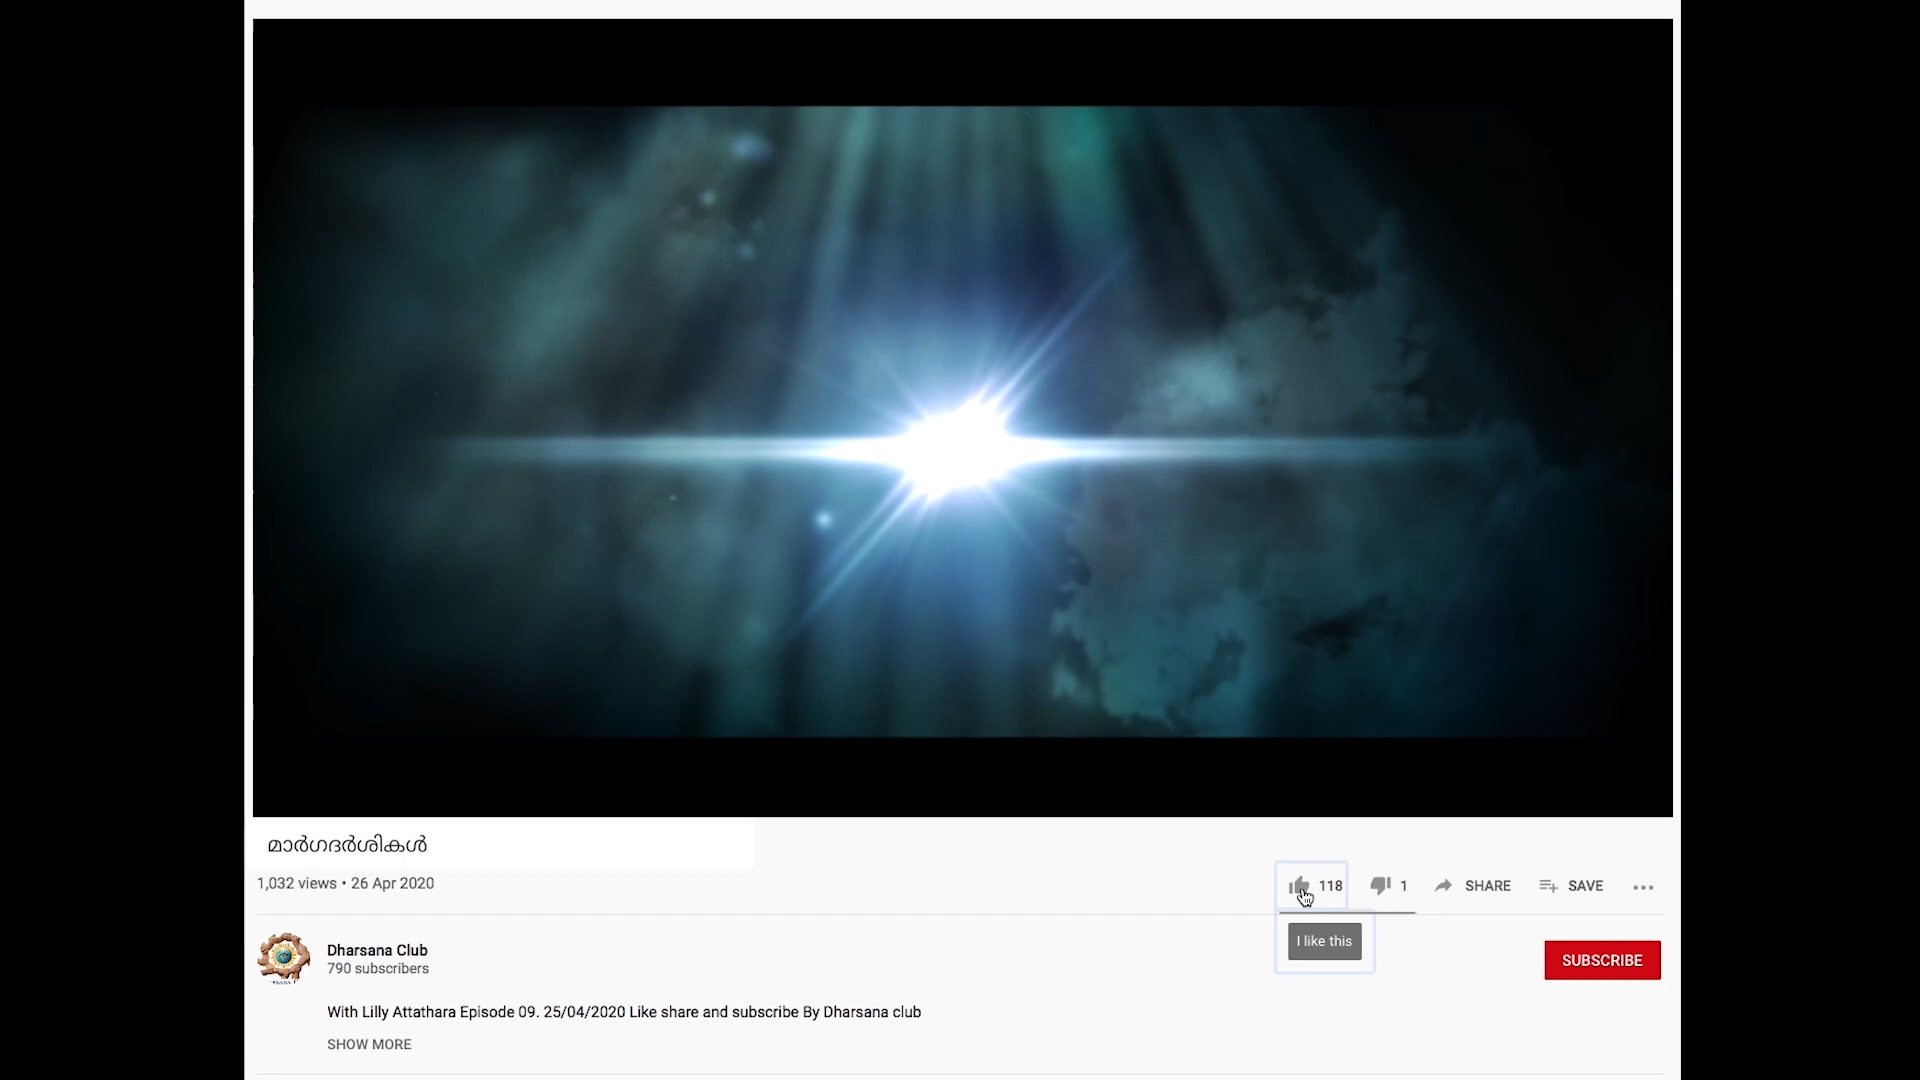 മാർഗദർശികൾ
1,032 views • 26 Apr 2020
118 1 SHARE SAVE
I like this
Dharsana Club
790 subscribers
SUBSCRIBE
With Lilly Attathara Episode 09. 25/04/2020 Like share and subscribe By Dharsana club
SHOW MORE